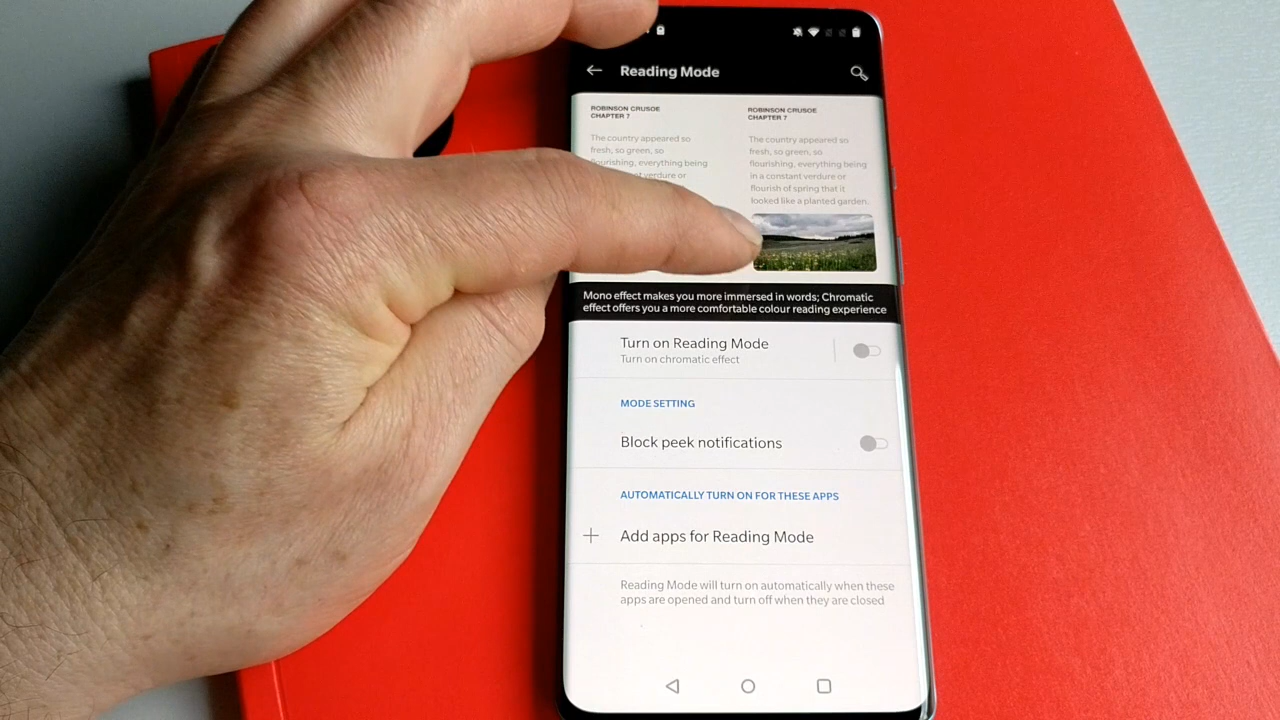 Reading Mode
ROBINSON CRUSOE
CHAPTER 7
The country appeared so
fresh, so green, so
flourishing, everything being
verdure or
ROBINSON CRUSOE
CHAPTER 7
The country appeared so
fresh, so green, so
flourishing, everything being
in a constant verdure or
flourish of spring that it
looked like a planted garden.
Mono effect makes you more immersed in words; Chromatic
effect offers you a more comfortable colour reading experience
Turn on Reading Mode
Turn on chromatic effect
MODE SETTING
Block peek notifications
AUTOMATICALLY TURN ON FOR THESE APPS
Add apps for Reading Mode
Reading Mode will turn on automatically when these
apps are opened and turn off when they are closed